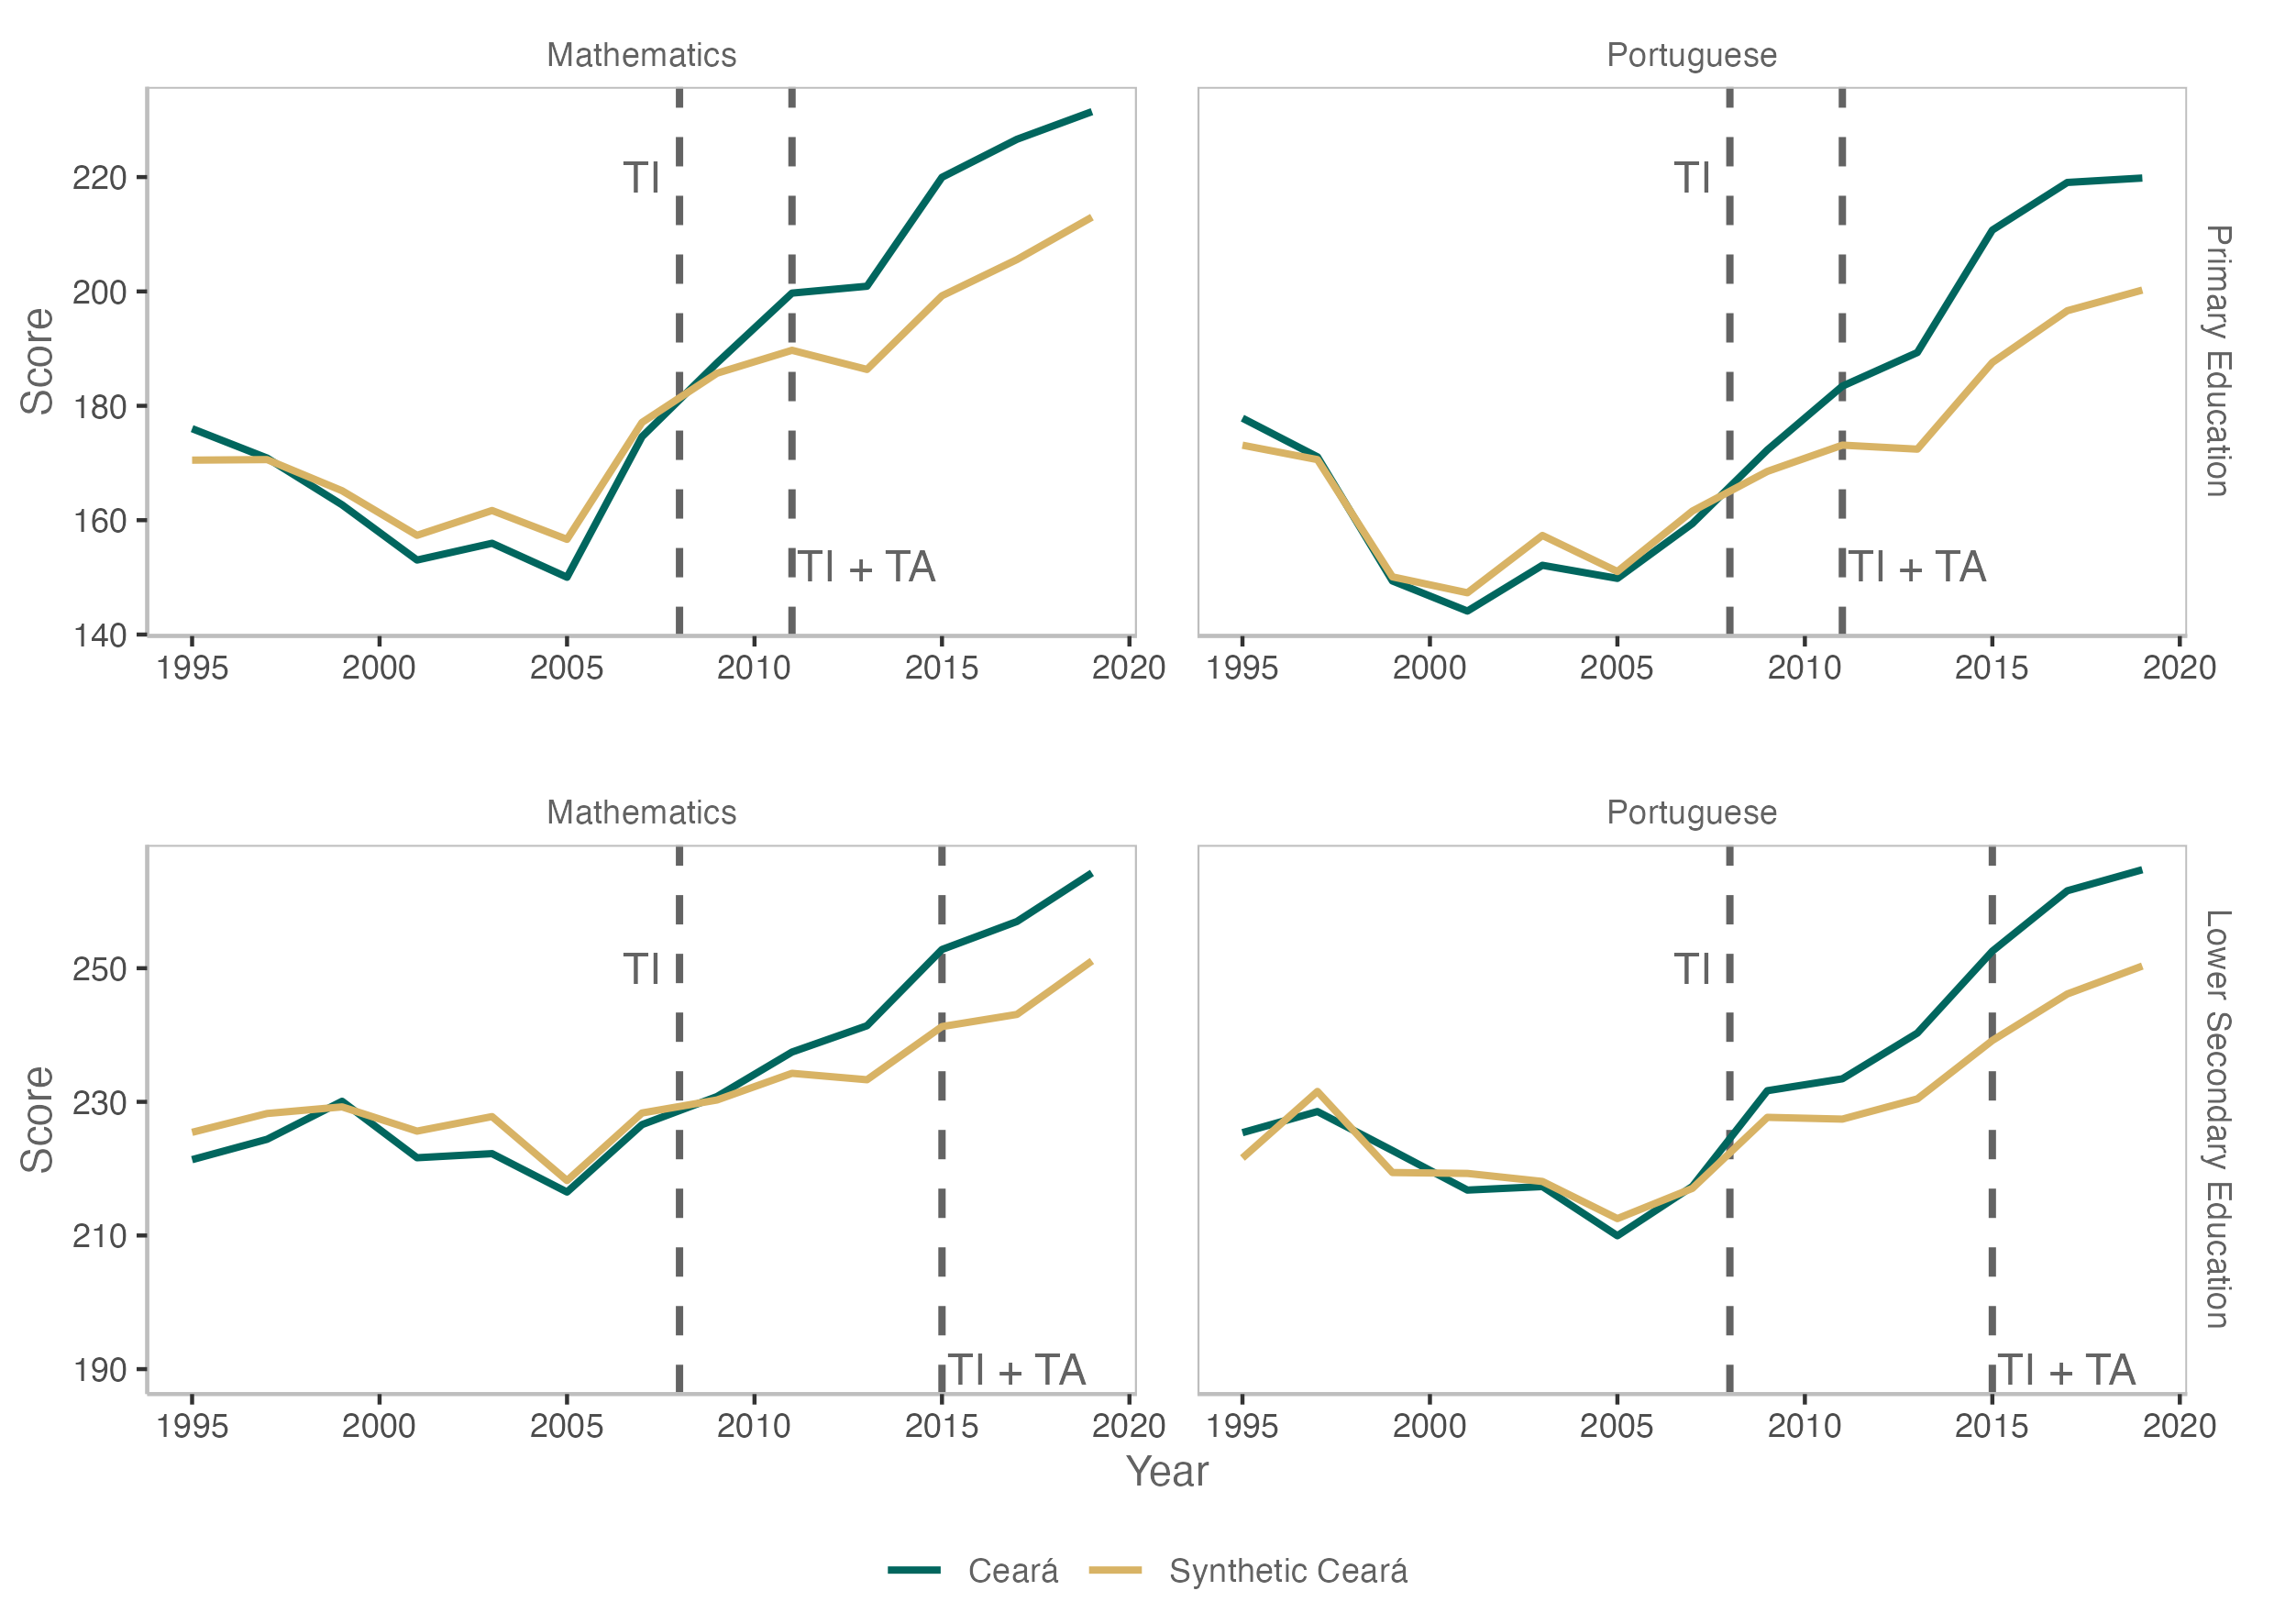 Mathematics
Portuguese
Score
220
200
180
160
140
TI
TI + TA
TI
TI + TA
Primary Education
1995 2000 2005 2010 2015 2020
1995 2000 2005 2010 2015 2020
Mathematics
Portuguese
Score
250
230
210
190
TI
TI + TA
TI
TI + TA
Lower Secondary Education
1995 2000 2005 2010 2015 2020
1995 2000 2005 2010 2015 2020
Year
Ceará
Synthetic Ceará